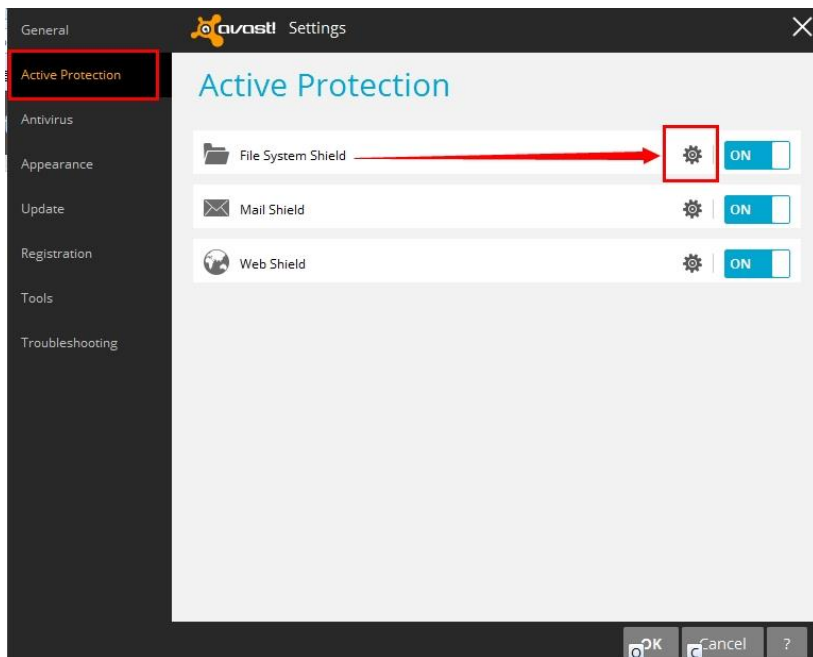 General
avast! Settings
Active Protection
Active Protection
Antivirus
File System Shield
ON
Appearance
Update
Mail Shield
ON
Registration
Web Shield
ON
Tools
Troubleshooting
OK
O
Cancel
C
?